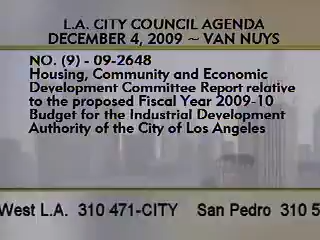 L.A. CITY COUNCIL AGENDA
DECEMBER 4, 2009 ~ VAN NUYS
NO. (9) - 09-2648
Housing, Community and Economic
Development Committee Report relative
to the proposed Fiscal Year 2009-10
Budget for the Industrial Development
Authority of the City of Los Angeles
West L.A.  310 471-CITY    San Pedro  310 5